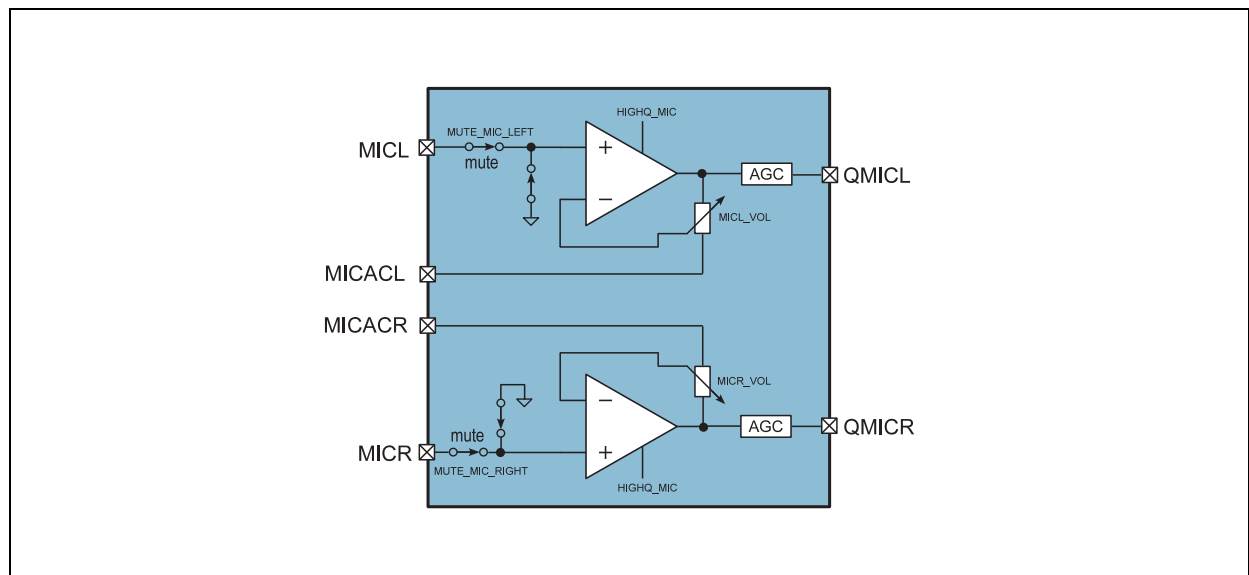 HIGHQ_MIC
MUTE_MIC_LEFT
MICL
mute
+
AGC
QMICL
−
MICL_VOL
MICACL
MICACR
−
MICR_VOL
mute
AGC
QMICR
MICR
+
MUTE_MIC_RIGHT
HIGHQ_MIC